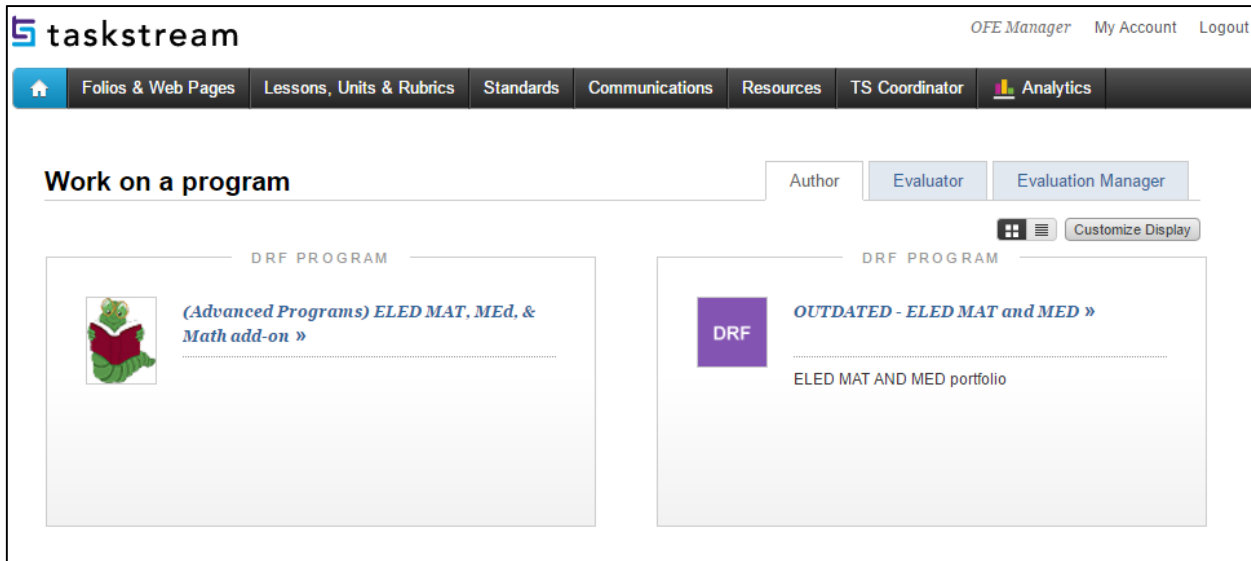 taskstream
OFE Manager My Account Logout
Folios & Web Pages Lessons, Units & Rubrics Standards Communications Resources TS Coordinator Analytics
Work on a program
Author Evaluator Evaluation Manager
Customize Display
DRF PROGRAM
(Advanced Programs) ELED MAT, MEd, &
Math add-on »
DRF PROGRAM
DRF
OUTDATED - ELED MAT and MED »
ELED MAT AND MED portfolio